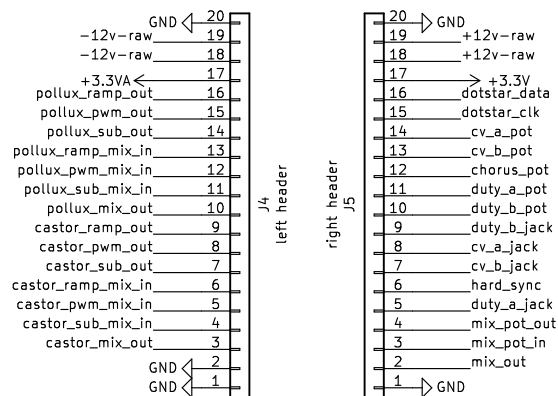 GND 20 20 GND
-12v-raw 19 19 +12v-raw
-12v-raw 18 18 +12v-raw
+3.3VA 17 17 +3.3V
pollux_ramp_out 16 16 dotstar_data
pollux_pwm_out 15 15 dotstar_clk
pollux_sub_out 14 14 cv_a_pot
pollux_ramp_mix_in 13 13 cv_b_pot
pollux_pwm_mix_in 12 12 chorus_pot
pollux_sub_mix_in 11 11 duty_a_pot
pollux_mix_out 10 10 duty_b_pot
castor_ramp_out 9 9 duty_b_jack
castor_pwm_out 8 8 cv_a_jack
castor_sub_out 7 7 cv_b_jack
castor_ramp_mix_in 6 6 hard_sync
castor_pwm_mix_in 5 5 duty_a_jack
castor_sub_mix_in 4 4 mix_pot_out
castor_mix_out 3 3 mix_pot_in
GND 2 2 mix_out
GND 1 1 GND
J4
left header
right header
J5